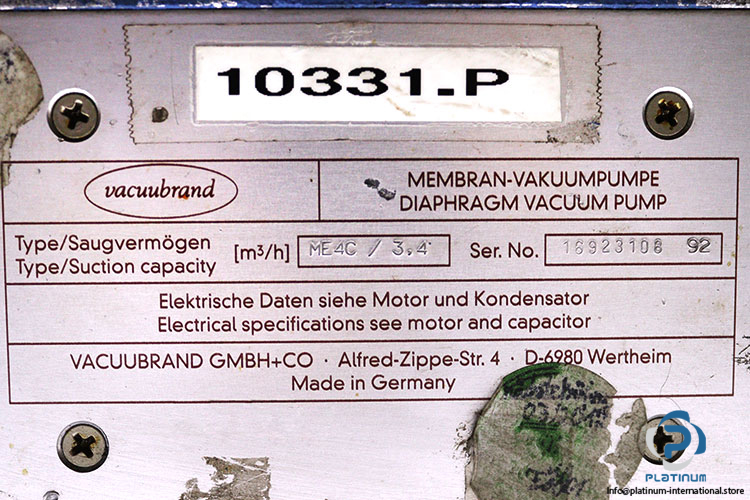 10331.P
vacuubrand
MEMBRAN-VAKUUMPUMPE
DIAPHRAGM VACUUM PUMP
Type/Saugvermögen
Type/Suction capacity
[m³/h] ME4C / 3,4 Ser. No. 16923106 92
Elektrische Daten siehe Motor und Kondensator
Electrical specifications see motor and capacitor
VACUUBRAND GMBH+CO · Alfred-Zippe-Str. 4 · D-6980 Wertheim
Made in Germany
PLATINUM
info@platinum-international.store